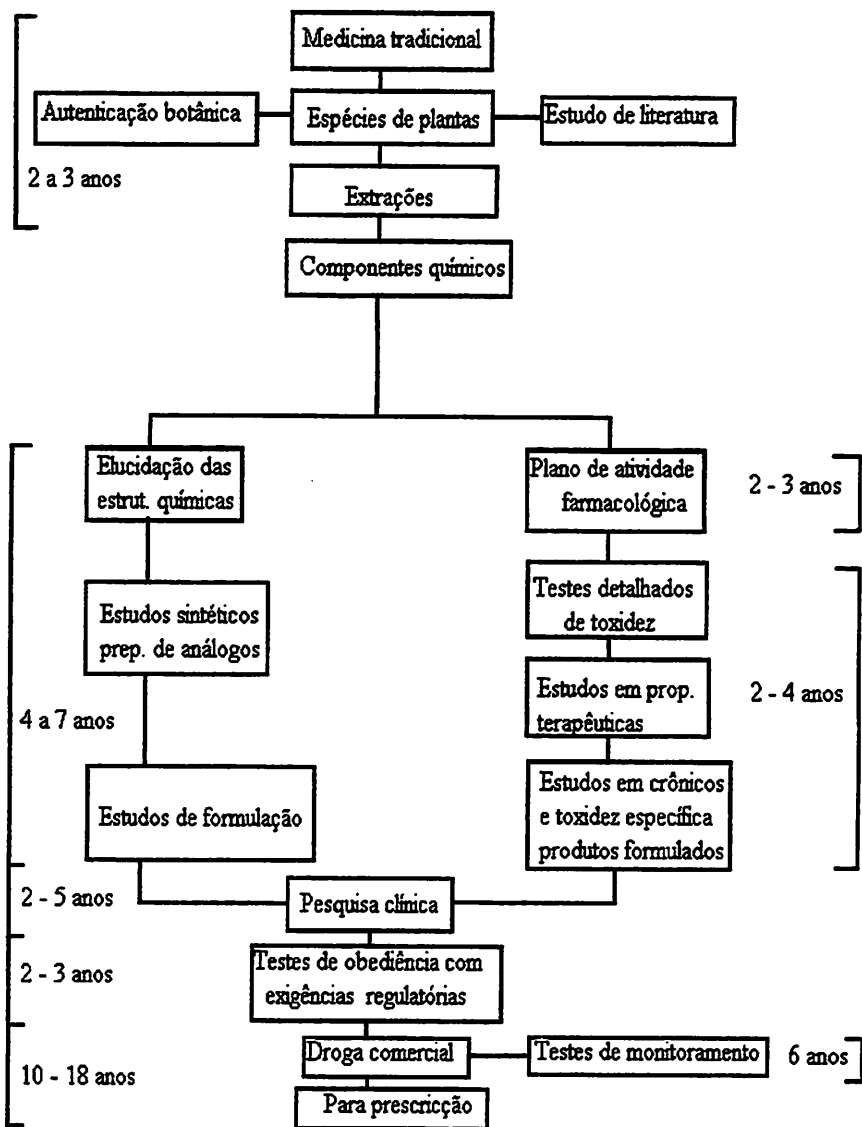 Medicina tradicional
Autenticação botânica
Espécies de plantas
Estudo de literatura
2 a 3 anos
Extrações
Componentes químicos
Elucidação das
estrut. químicas
Plano de atividade
farmacológica
2 - 3 anos
Estudos sintéticos
prep. de análogos
Testes detalhados
de toxidez
Estudos em prop.
terapêuticas
2 - 4 anos
4 a 7 anos
Estudos de formulação
Estudos em crônicos
e toxidez específica
produtos formulados
2 - 5 anos
Pesquisa clínica
2 - 3 anos
Testes de obediência com
exigências regulatórias
Droga comercial
Testes de monitoramento
6 anos
10 - 18 anos
Para prescricção